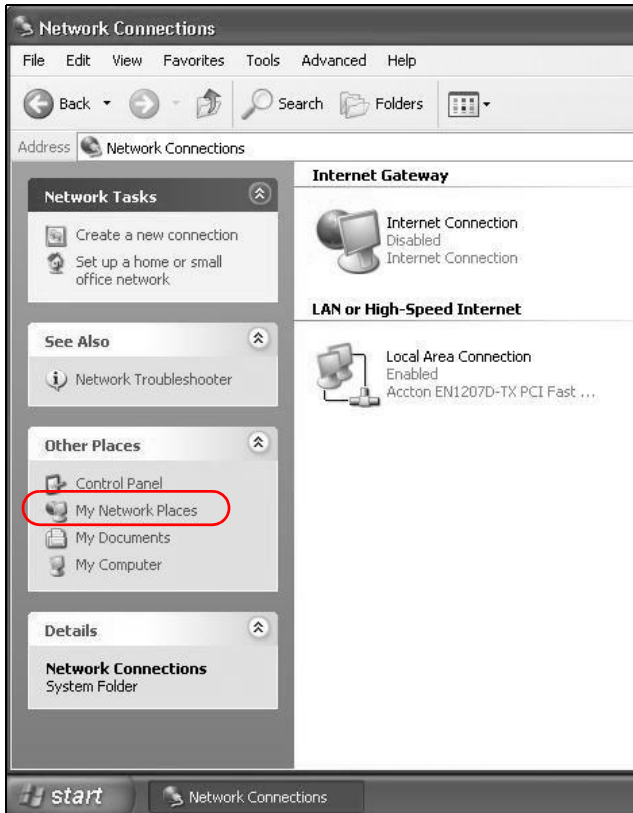 Network Connections
File Edit View Favorites Tools Advanced Help
Back Search Folders
Address Network Connections
Network Tasks
Create a new connection
Set up a home or small
office network
See Also
Network Troubleshooter
Other Places
Control Panel
My Network Places
My Documents
My Computer
Details
Network Connections
System Folder
Internet Gateway
Internet Connection
Disabled
Internet Connection
LAN or High-Speed Internet
Local Area Connection
Enabled
Accton EN1207D-TX PCI Fast ...
start Network Connections